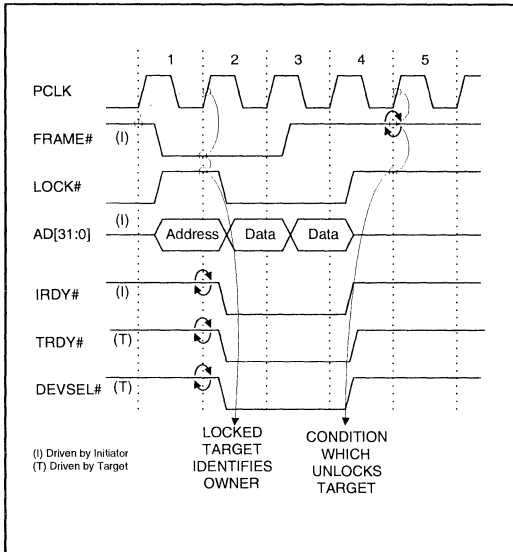 1 2 3 4 5
PCLK
FRAME# (I)
LOCK#
AD[31:0] (I) Address Data Data
IRDY# (I)
TRDY# (T)
DEVSEL# (T)
LOCKED
TARGET
IDENTIFIES
OWNER
CONDITION
WHICH
UNLOCKS
TARGET
(I) Driven by Initiator
(T) Driven by Target